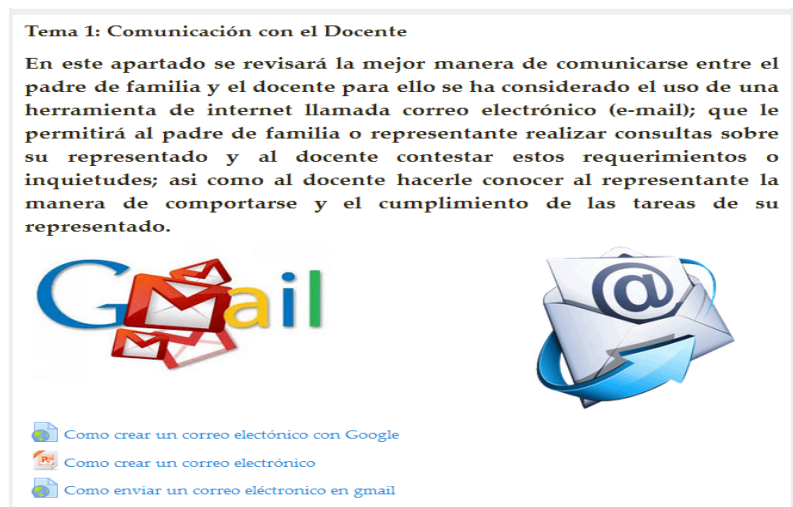 Tema 1: Comunicación con el Docente
En este apartado se revisará la mejor manera de comunicarse entre el
padre de familia y el docente para ello se ha considerado el uso de una
herramienta de internet llamada correo electrónico (e-mail); que le
permitirá al padre de familia o representante realizar consultas sobre
su representado y al docente contestar estos requerimientos o
inquietudes; asi como al docente hacerle conocer al representante la
manera de comportarse y el cumplimiento de las tareas de su
representado.
Gmail
@
Como crear un correo electónico con Google
Como crear un correo electrónico
Como enviar un correo eléctronico en gmail